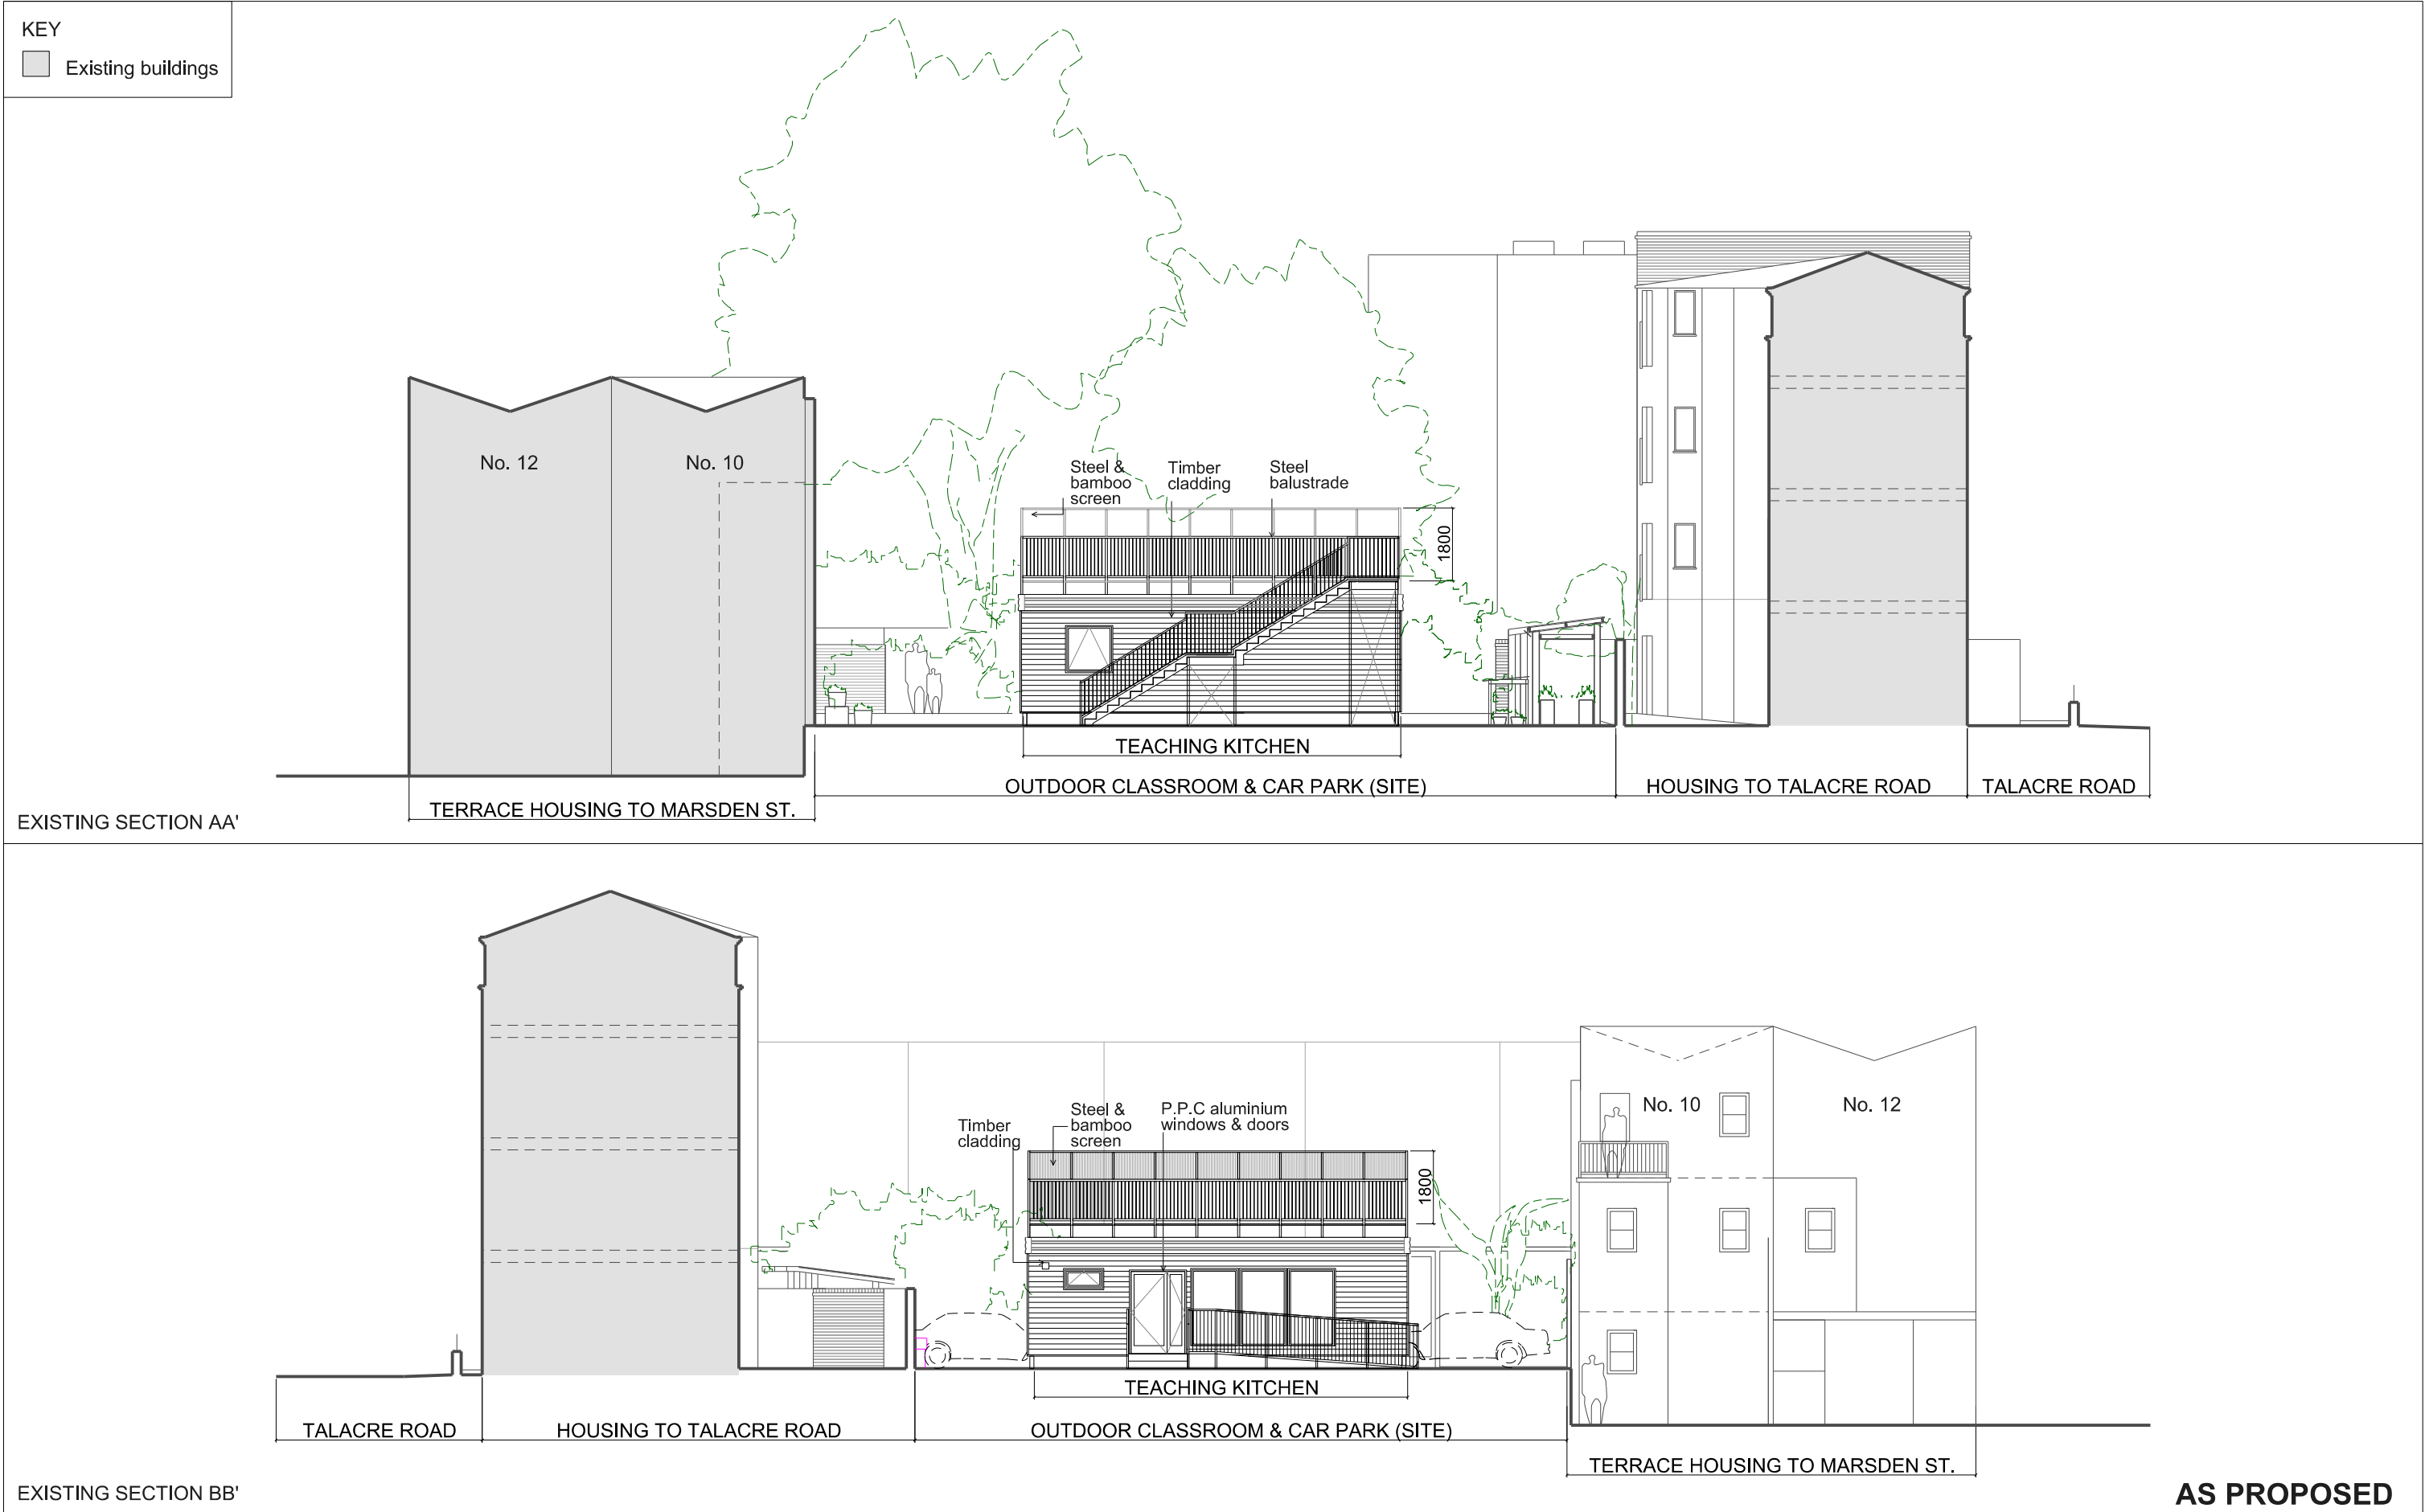 KEY
Existing buildings
No. 12
No. 10
Steel &
bamboo
screen
Timber
cladding
Steel
balustrade
1800
TEACHING KITCHEN
OUTDOOR CLASSROOM & CAR PARK (SITE)
HOUSING TO TALACRE ROAD
TALACRE ROAD
TERRACE HOUSING TO MARSDEN ST.
EXISTING SECTION AA'
No. 10
No. 12
Timber
cladding
Steel &
bamboo
screen
P.P.C aluminium
windows & doors
1800
TEACHING KITCHEN
TALACRE ROAD
HOUSING TO TALACRE ROAD
OUTDOOR CLASSROOM & CAR PARK (SITE)
TERRACE HOUSING TO MARSDEN ST.
EXISTING SECTION BB'
AS PROPOSED